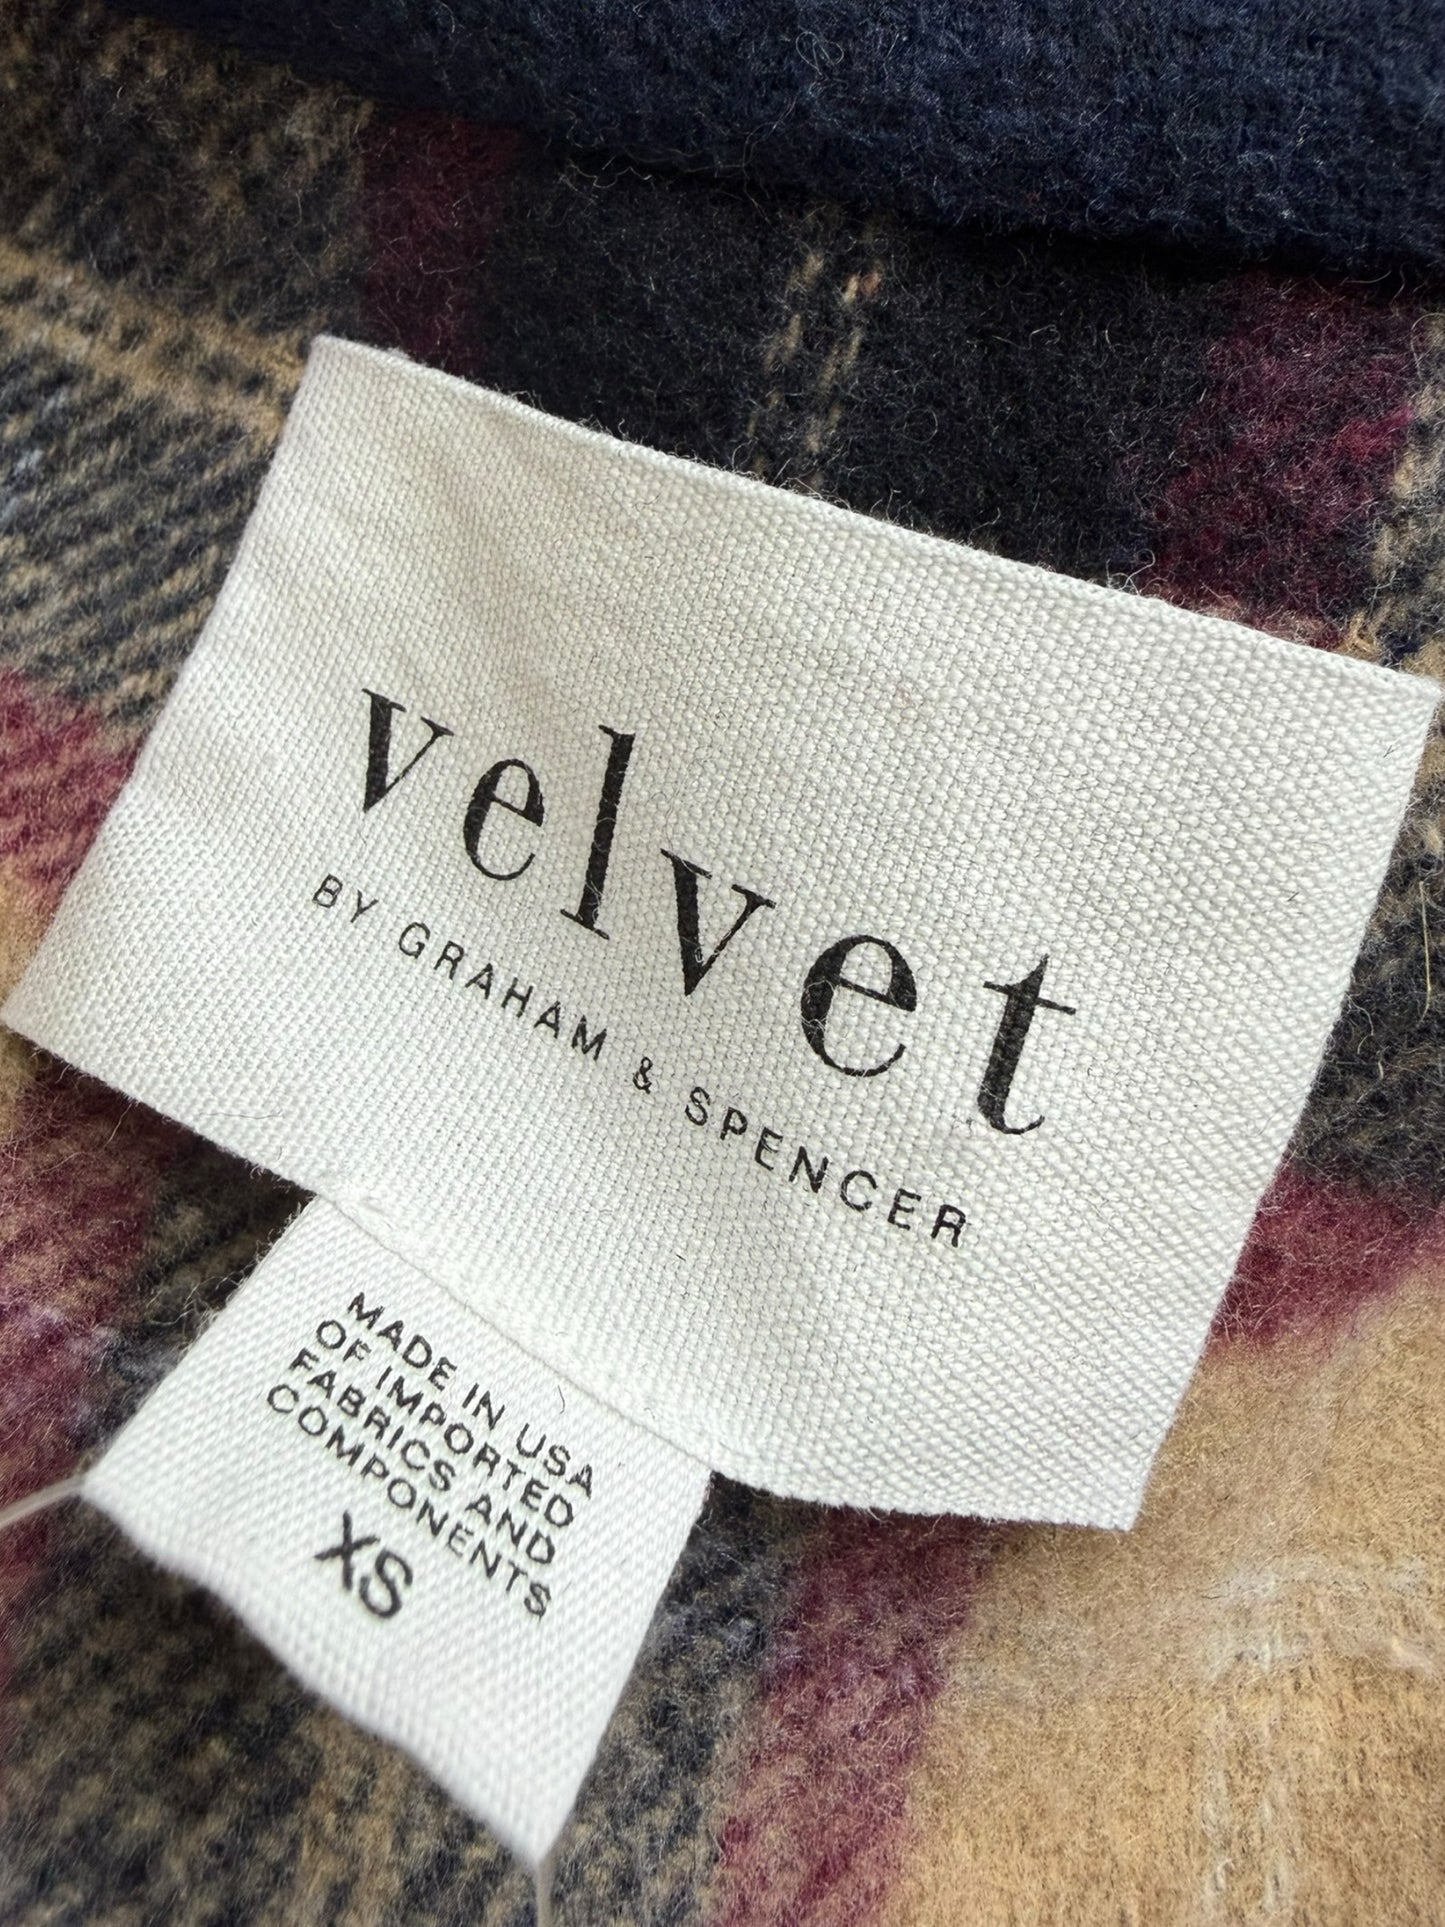 velvet
BY GRAHAM & SPENCER
MADE IN USA
OF IMPORTED
FABRICS AND
COMPONENTS
XS